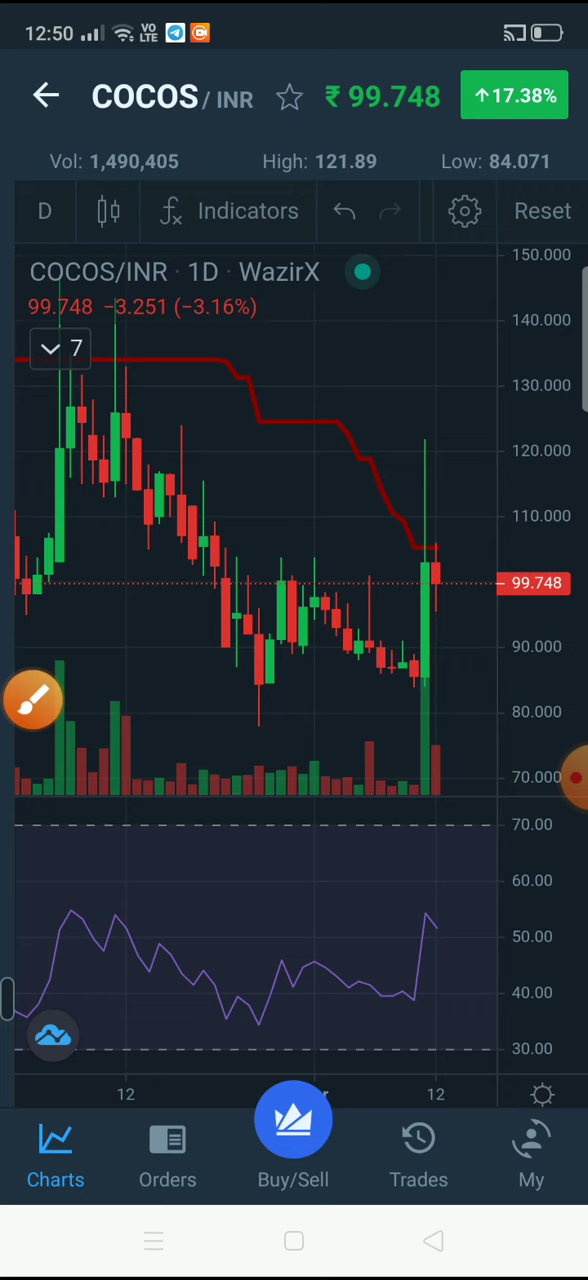 12:50 VO LTE
COCOS / INR ₹ 99.748 ↑17.38%
Vol: 1,490,405 High: 121.89 Low: 84.071
D fx Indicators Reset
COCOS/INR · 1D · WazirX
99.748 −3.251 (−3.16%)
7
150.000
140.000
130.000
120.000
110.000
99.748
90.000
80.000
70.000
70.00
60.00
50.00
40.00
30.00
12 r 12
Charts Orders Buy/Sell Trades My